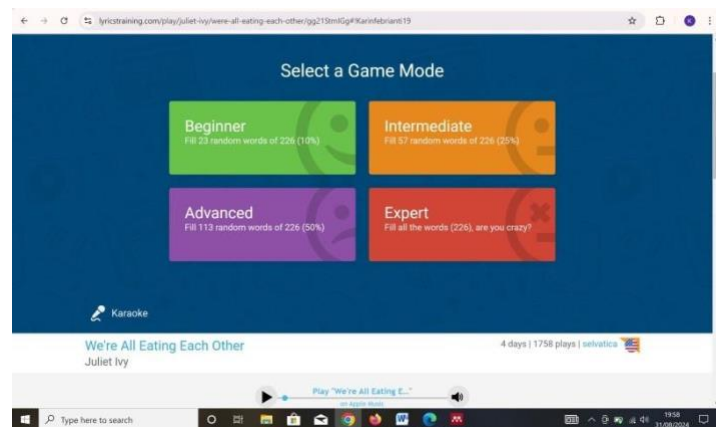 lyricstraining.com/play/juliet-ivy/were-all-eating-each-other/gg21StmIGg#!Karinfebrianti19
K
Select a Game Mode
Beginner
Fill 23 random words of 226 (10%)
Intermediate
Fill 57 random words of 226 (25%)
Advanced
Fill 113 random words of 226 (50%)
Expert
Fill all the words (226), are you crazy?
Karaoke
We're All Eating Each Other
4 days | 1758 plays | selvatica
Juliet Ivy
Play "We're All Eating E..."
on Apple Music
Type here to search
19:58
31/08/2024